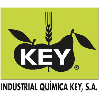 KEY®
INDUSTRIAL QUÍMICA KEY, S.A.